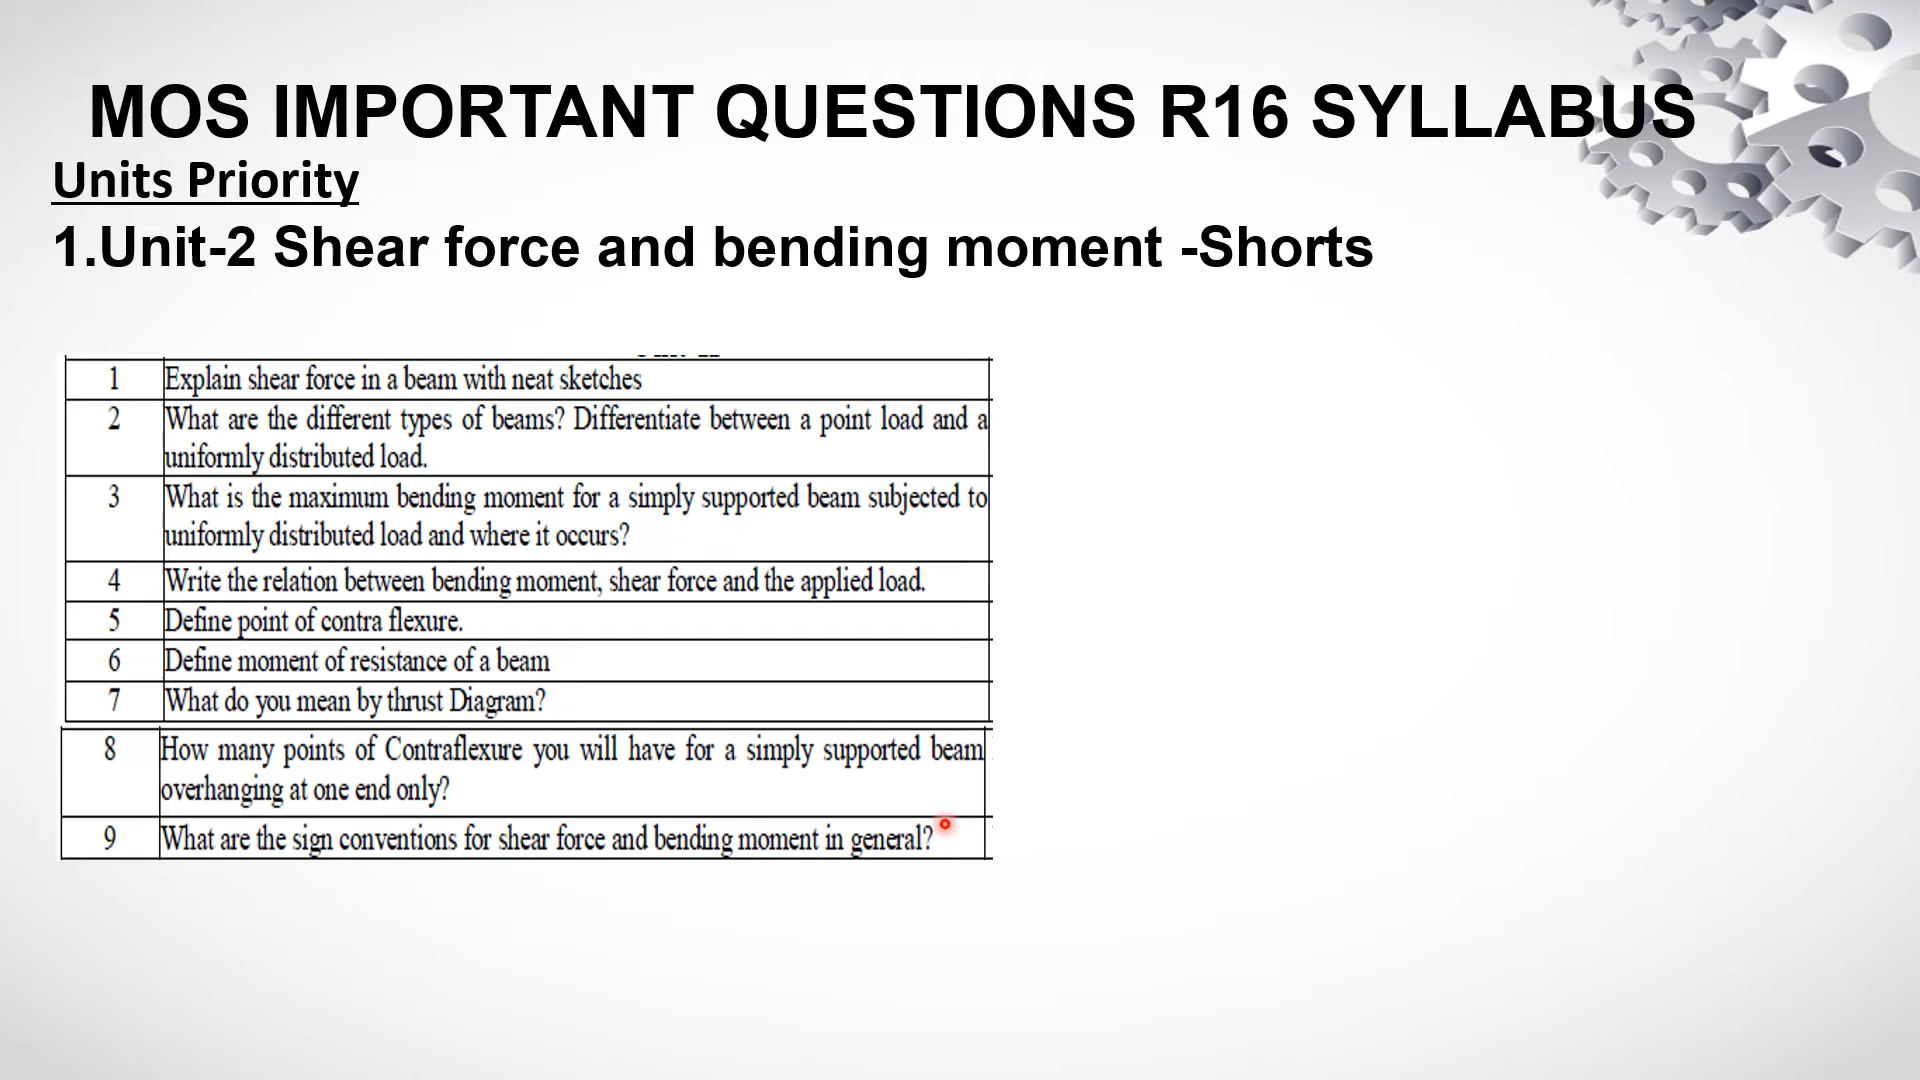 MOS IMPORTANT QUESTIONS R16 SYLLABUS
Units Priority
1.Unit-2 Shear force and bending moment -Shorts
1 Explain shear force in a beam with neat sketches
2 What are the different types of beams? Differentiate between a point load and a
uniformly distributed load.
3 What is the maximum bending moment for a simply supported beam subjected to
uniformly distributed load and where it occurs?
4 Write the relation between bending moment, shear force and the applied load.
5 Define point of contra flexure.
6 Define moment of resistance of a beam
7 What do you mean by thrust Diagram?
8 How many points of Contraflexure you will have for a simply supported beam
overhanging at one end only?
9 What are the sign conventions for shear force and bending moment in general?